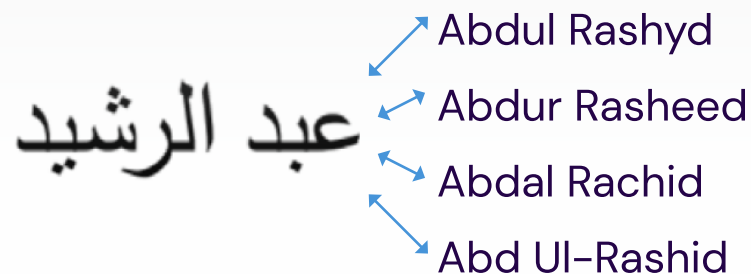 Abdul Rashyd
Abdur Rasheed
عبد الرشيد
Abdal Rachid
Abd Ul-Rashid